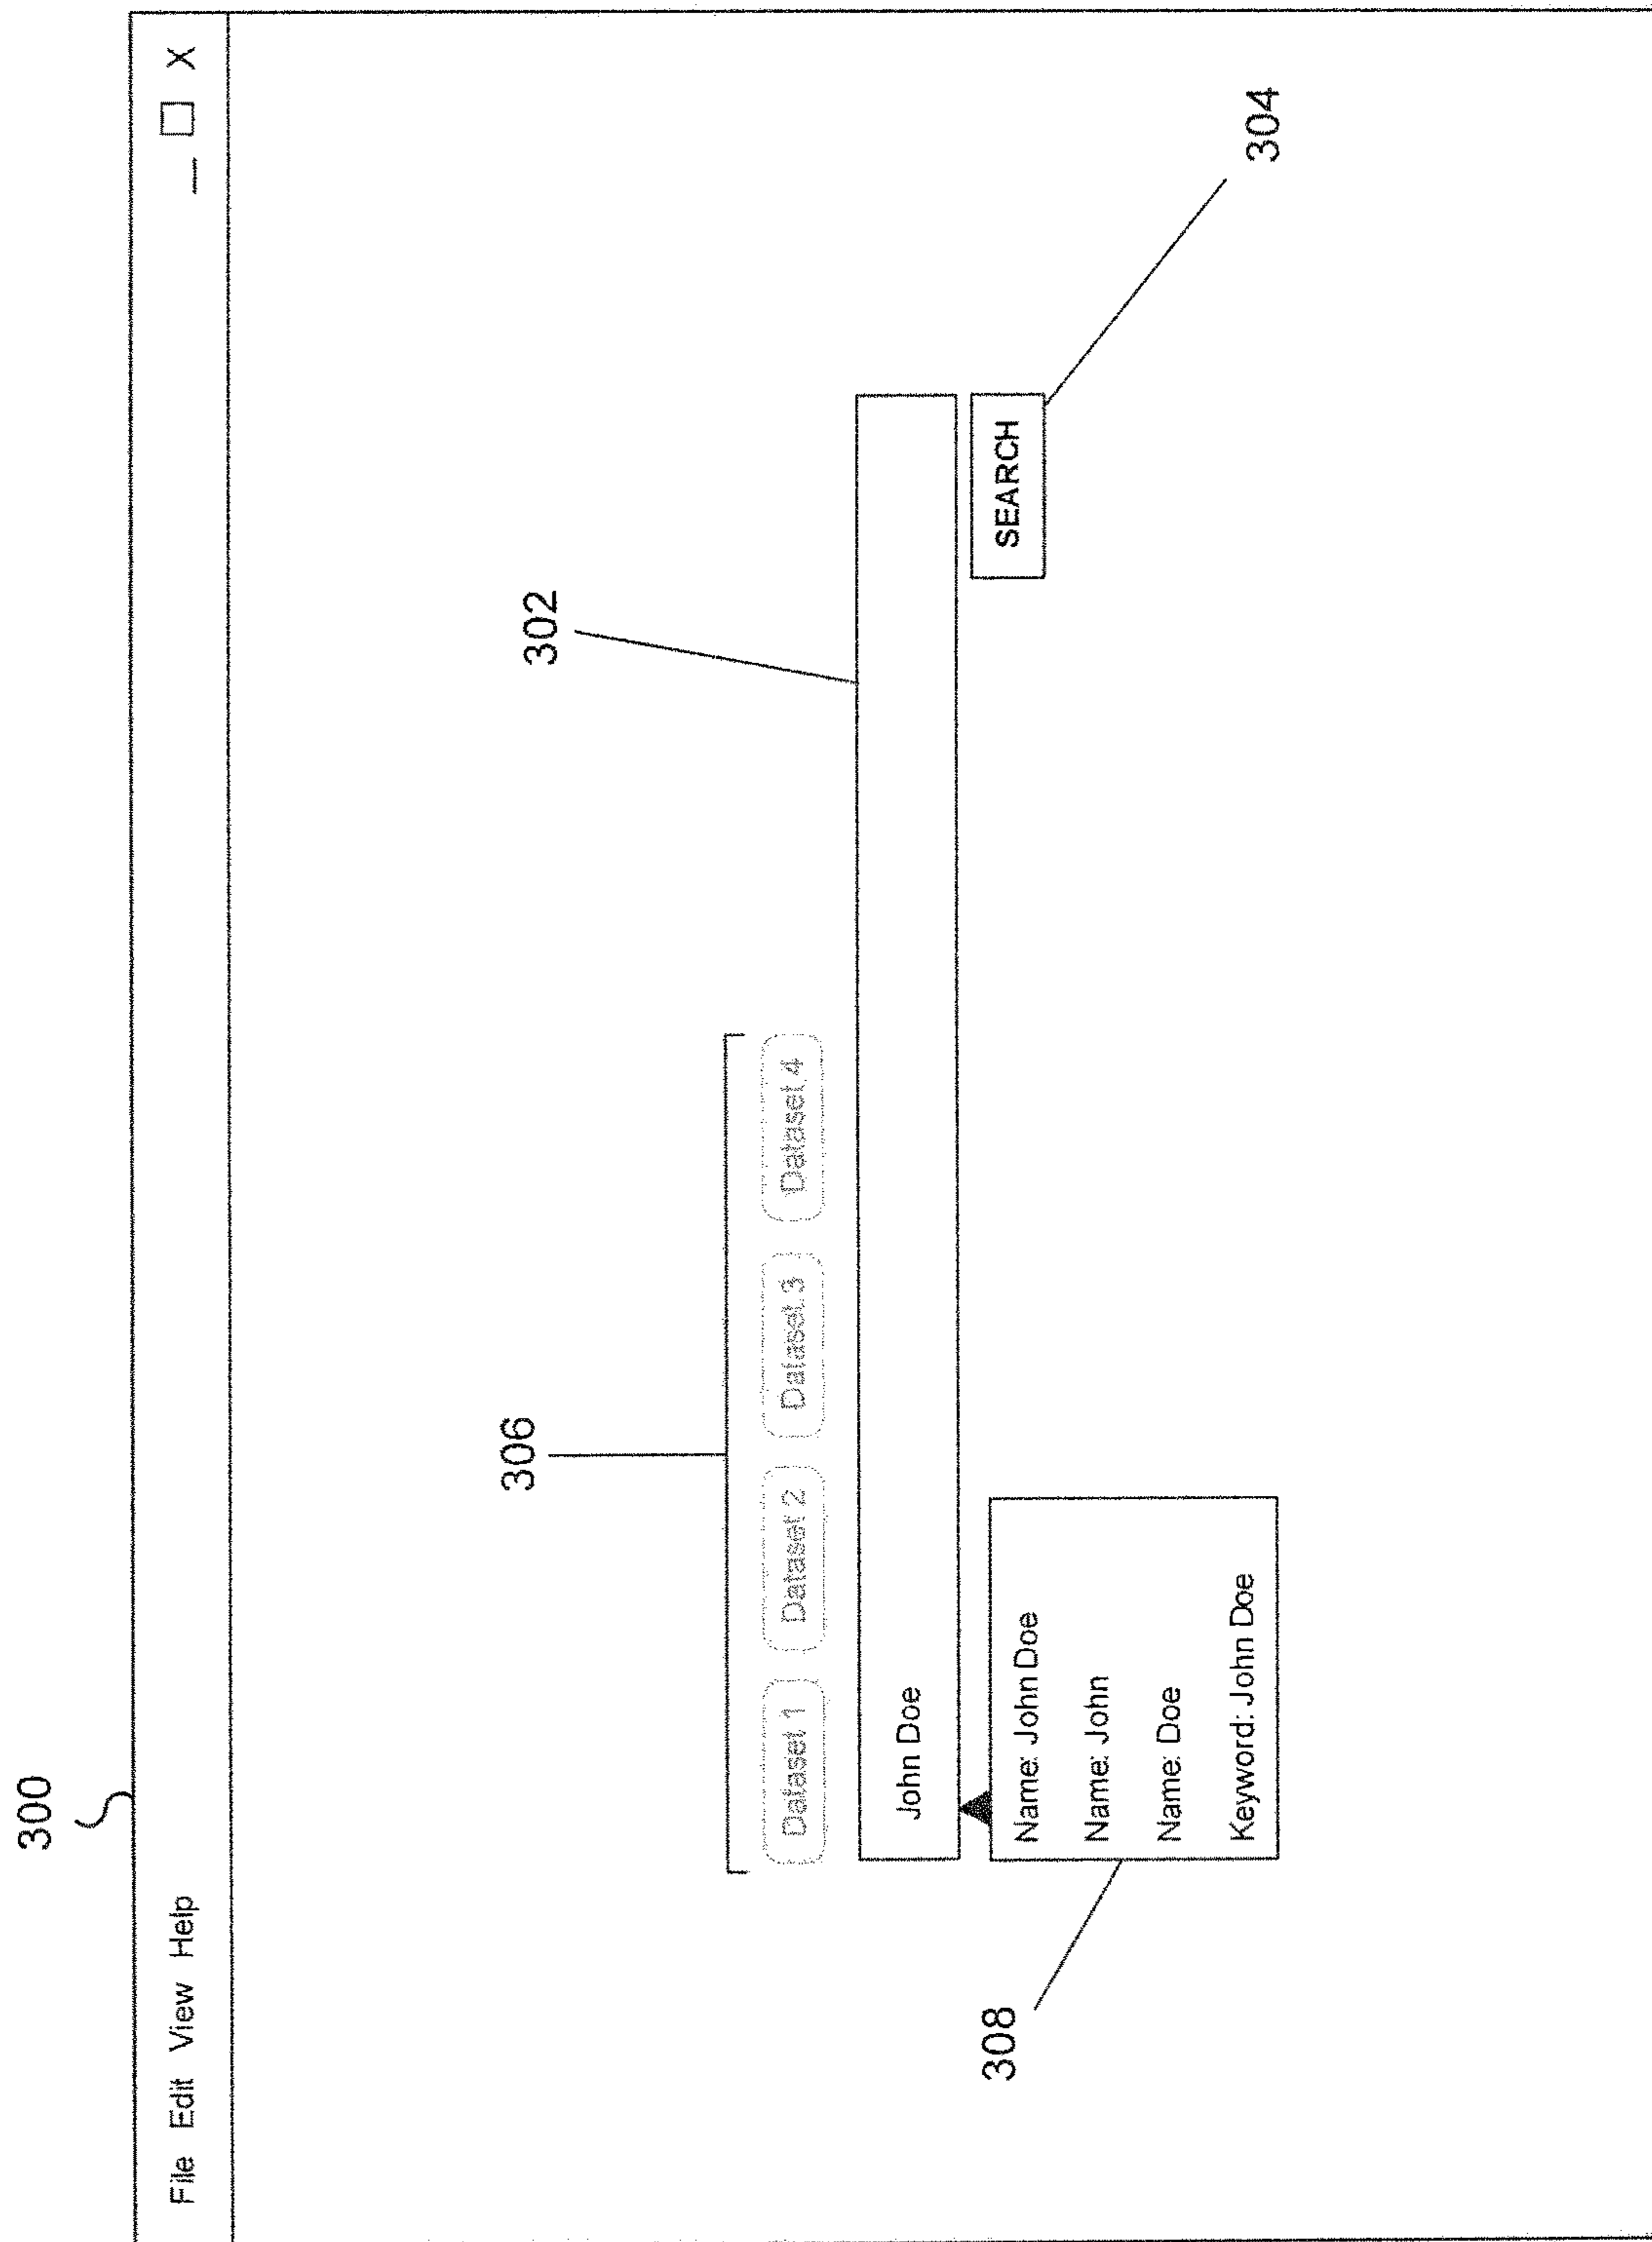 300
File Edit View Help
_ □ X
306
302
Dataset 1 Dataset 2 Dataset 3 Dataset 4
John Doe
SEARCH
304
308
Name: John Doe
Name: John
Name: Doe
Keyword: John Doe